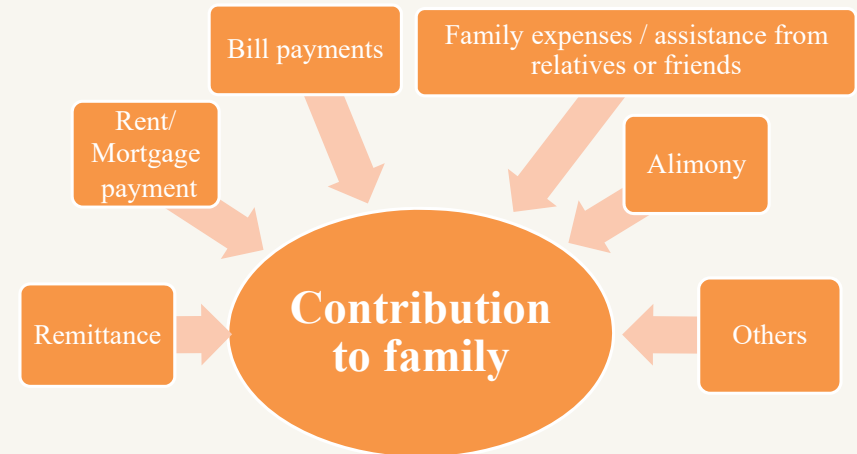 Bill payments
Family expenses / assistance from
relatives or friends
Rent/
Mortgage
payment
Alimony
Remittance
Contribution
to family
Others